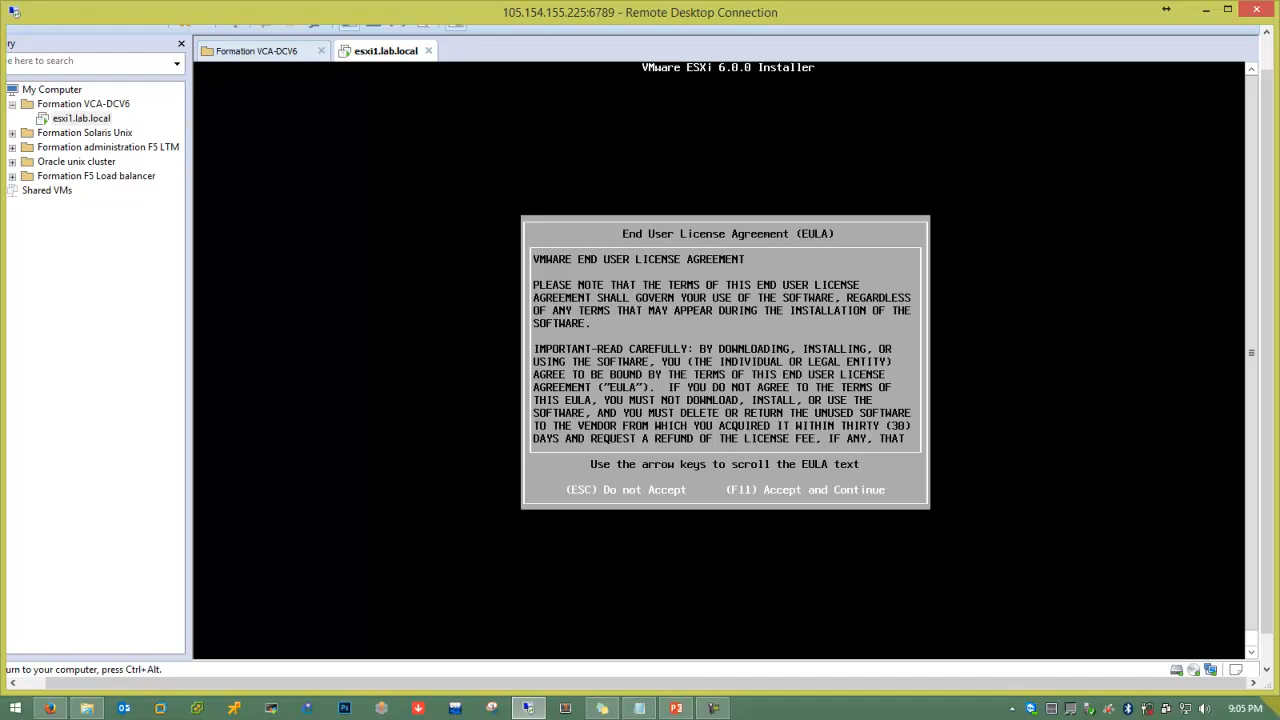 105.154.155.225:6789 - Remote Desktop Connection
ry
Formation VCA-DCV6
esxi1.lab.local
e here to search
VMware ESXi 6.0.0 Installer
My Computer
Formation VCA-DCV6
esxi1.lab.local
Formation Solaris Unix
Formation administration F5 LTM
Oracle unix cluster
Formation F5 Load balancer
Shared VMs
End User License Agreement (EULA)
VMWARE END USER LICENSE AGREEMENT
PLEASE NOTE THAT THE TERMS OF THIS END USER LICENSE
AGREEMENT SHALL GOVERN YOUR USE OF THE SOFTWARE, REGARDLESS
OF ANY TERMS THAT MAY APPEAR DURING THE INSTALLATION OF THE
SOFTWARE.
IMPORTANT-READ CAREFULLY: BY DOWNLOADING, INSTALLING, OR
USING THE SOFTWARE, YOU (THE INDIVIDUAL OR LEGAL ENTITY)
AGREE TO BE BOUND BY THE TERMS OF THIS END USER LICENSE
AGREEMENT ("EULA"). IF YOU DO NOT AGREE TO THE TERMS OF
THIS EULA, YOU MUST NOT DOWNLOAD, INSTALL, OR USE THE
SOFTWARE, AND YOU MUST DELETE OR RETURN THE UNUSED SOFTWARE
TO THE VENDOR FROM WHICH YOU ACQUIRED IT WITHIN THIRTY (30)
DAYS AND REQUEST A REFUND OF THE LICENSE FEE, IF ANY, THAT
Use the arrow keys to scroll the EULA text
(ESC) Do not Accept (F11) Accept and Continue
urn to your computer, press Ctrl+Alt.
9:05 PM